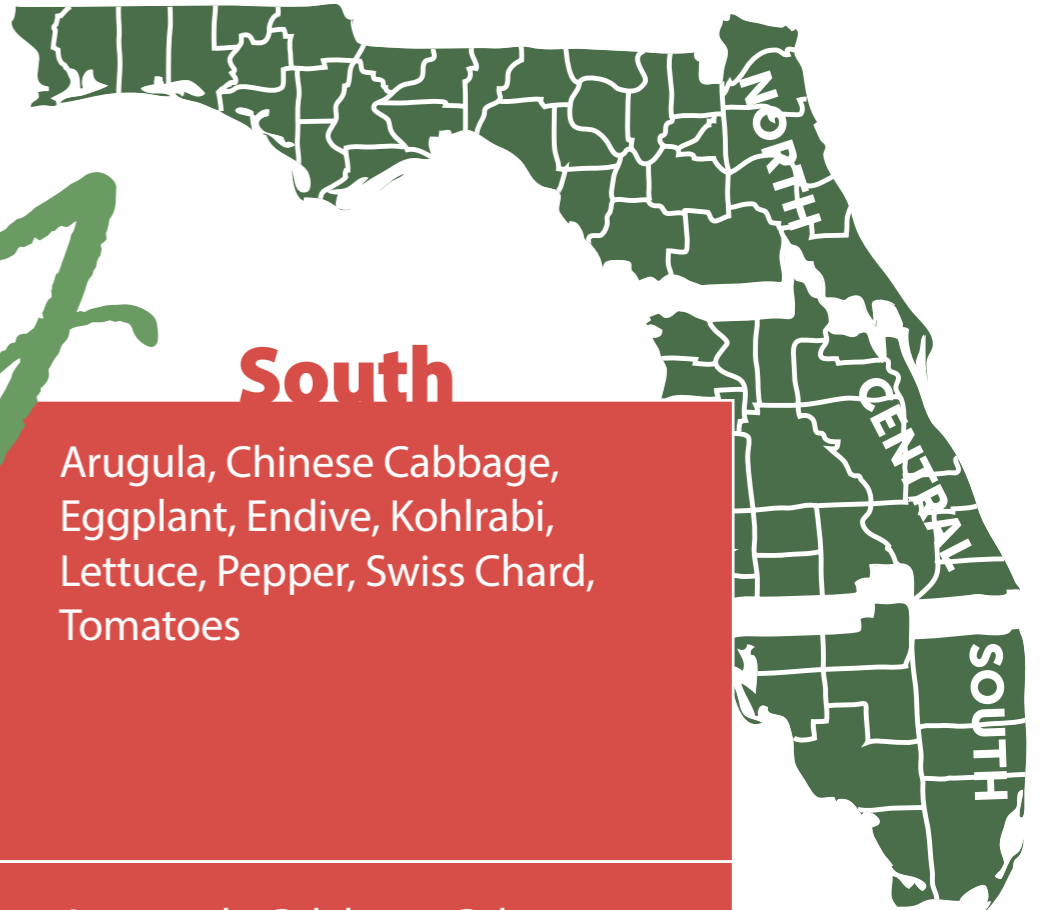 NORTH
South
CENTRAL
Arugula, Chinese Cabbage,
Eggplant, Endive, Kohlrabi,
Lettuce, Pepper, Swiss Chard,
Tomatoes
SOUTH